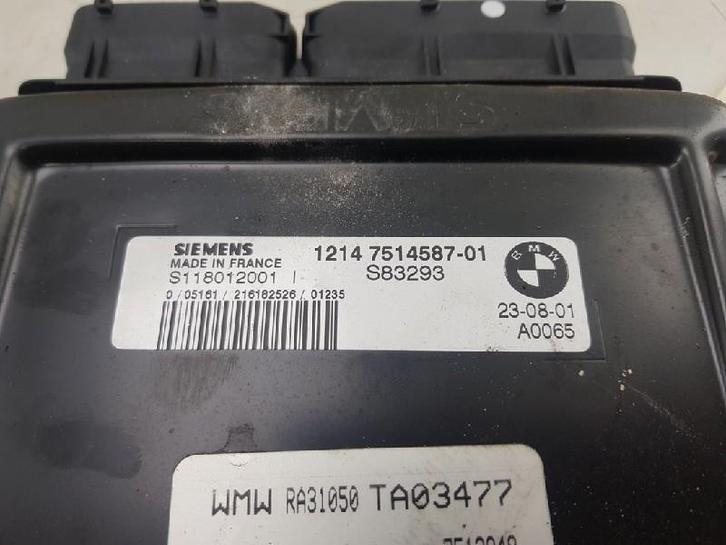 SIEMENS
SIEMENS
MADE IN FRANCE
S118012001 I
0 / 05161 / 216182526 / 01235
1214 7514587-01
S83293
BMW
23-08-01
A0065
WMW RA31050 TA03477